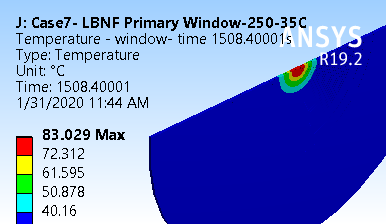 J: Case7- LBNF Primary Window-250-35C
Temperature - window- time 1508.40001s
Type: Temperature
Unit: °C
Time: 1508.40001
1/31/2020 11:44 AM
ANSYS
R19.2
83.029 Max
72.312
61.595
50.878
40.16